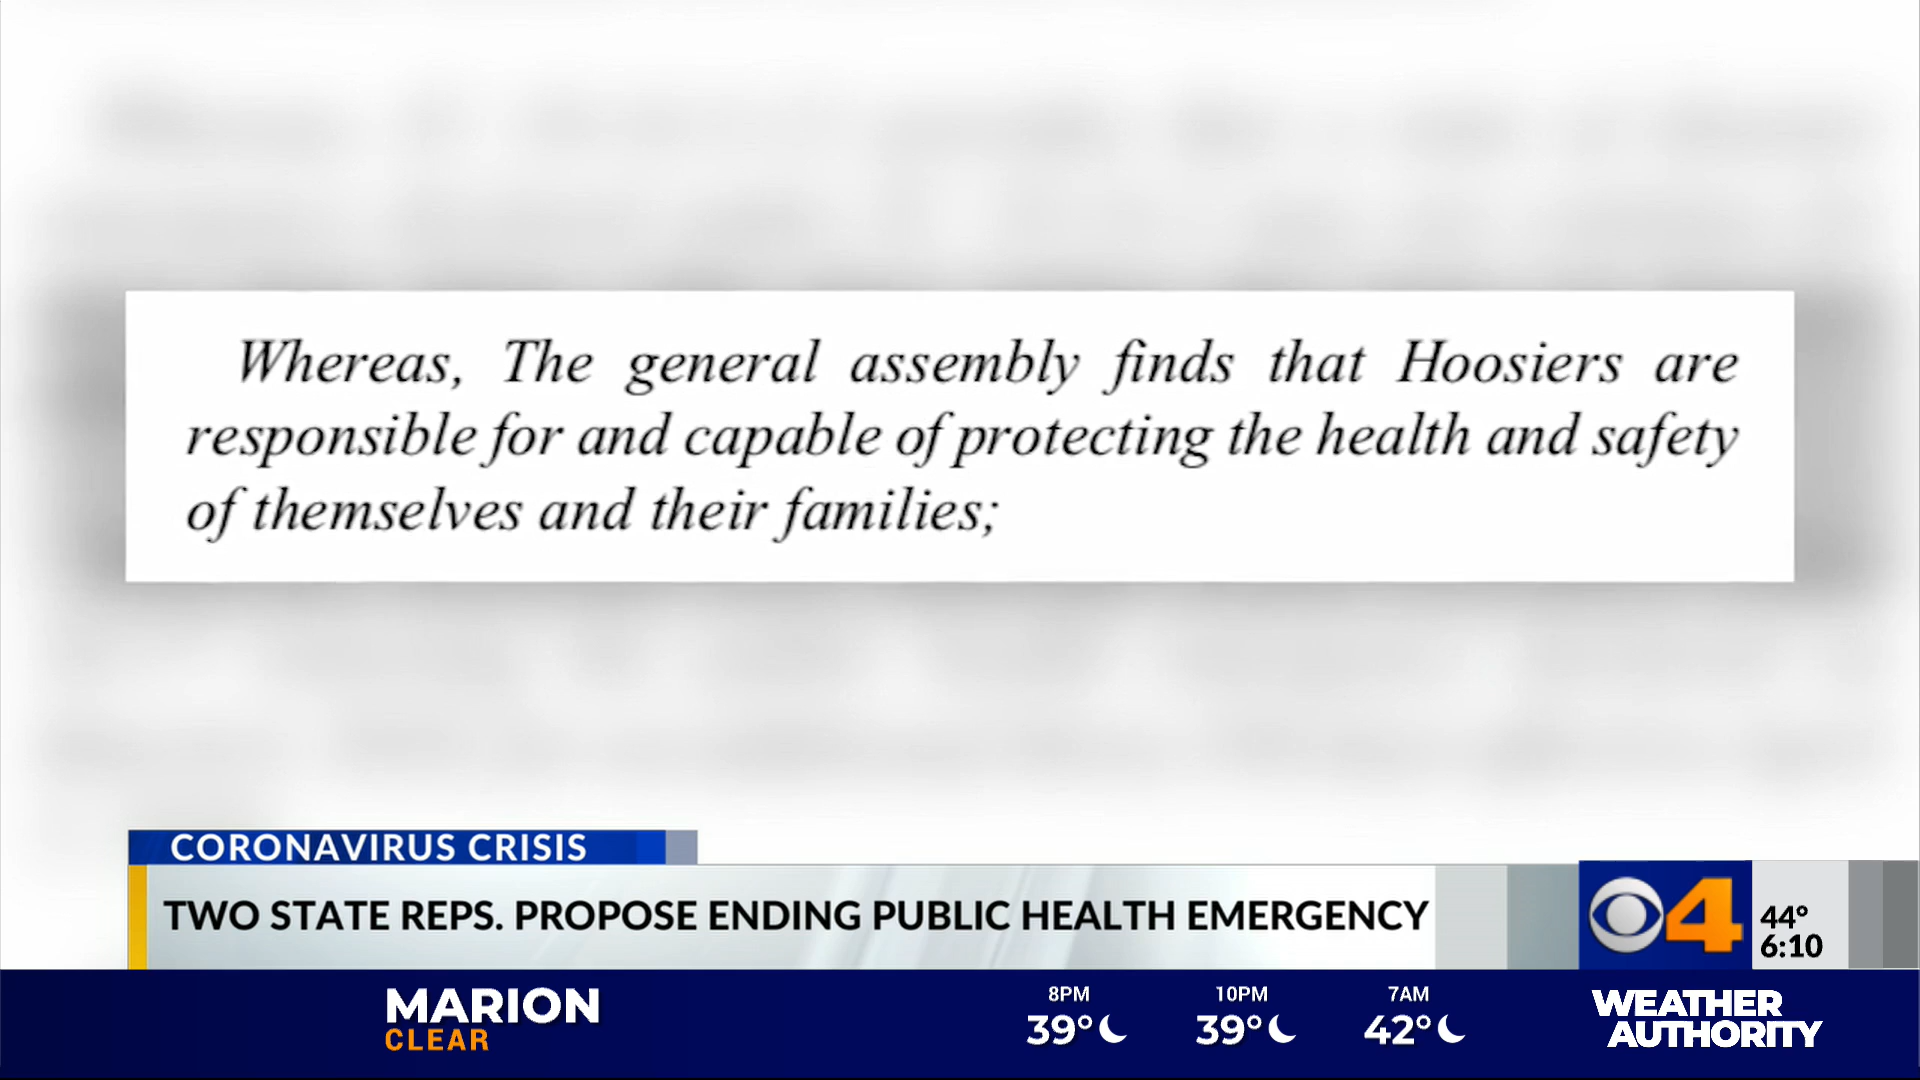 Whereas, The general assembly finds that Hoosiers are
responsible for and capable of protecting the health and safety
of themselves and their families;
CORONAVIRUS CRISIS
TWO STATE REPS. PROPOSE ENDING PUBLIC HEALTH EMERGENCY
4
44°
6:10
MARION
CLEAR
8PM
39°
10PM
39°
7AM
42°
WEATHER
AUTHORITY